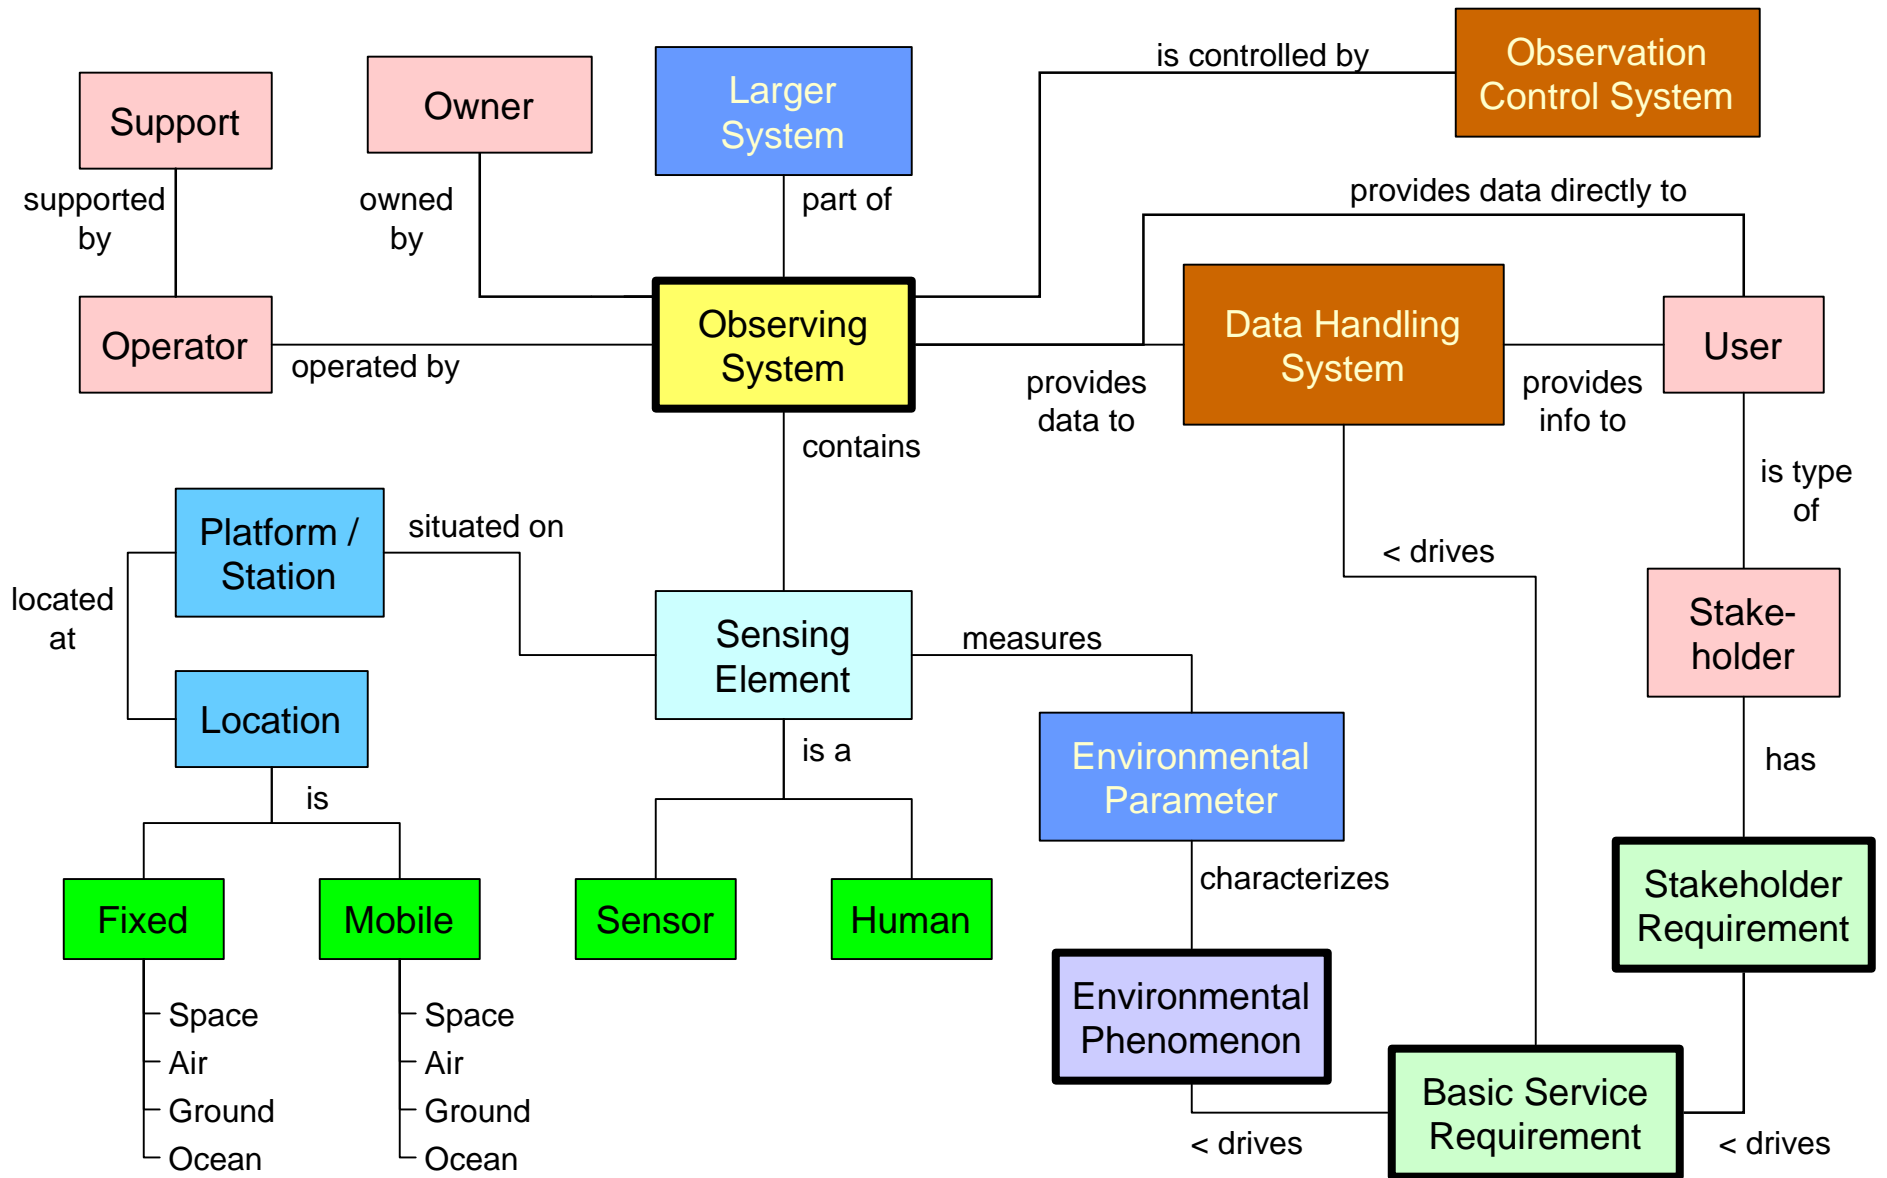 Observation
Control System
is controlled by
Larger
System
Owner
Support
supported
by
owned
by
part of
provides data directly to
Observing
System
Data Handling
System
User
Operator
operated by
provides
data to
provides
info to
contains
is type
of
Platform /
Station
situated on
< drives
located
at
Sensing
Element
measures
Stake-
holder
Location
is a
Environmental
Parameter
has
is
characterizes
Fixed
Mobile
Sensor
Human
Stakeholder
Requirement
Environmental
Phenomenon
Space
Air
Ground
Ocean
Space
Air
Ground
Ocean
Basic Service
Requirement
< drives
< drives